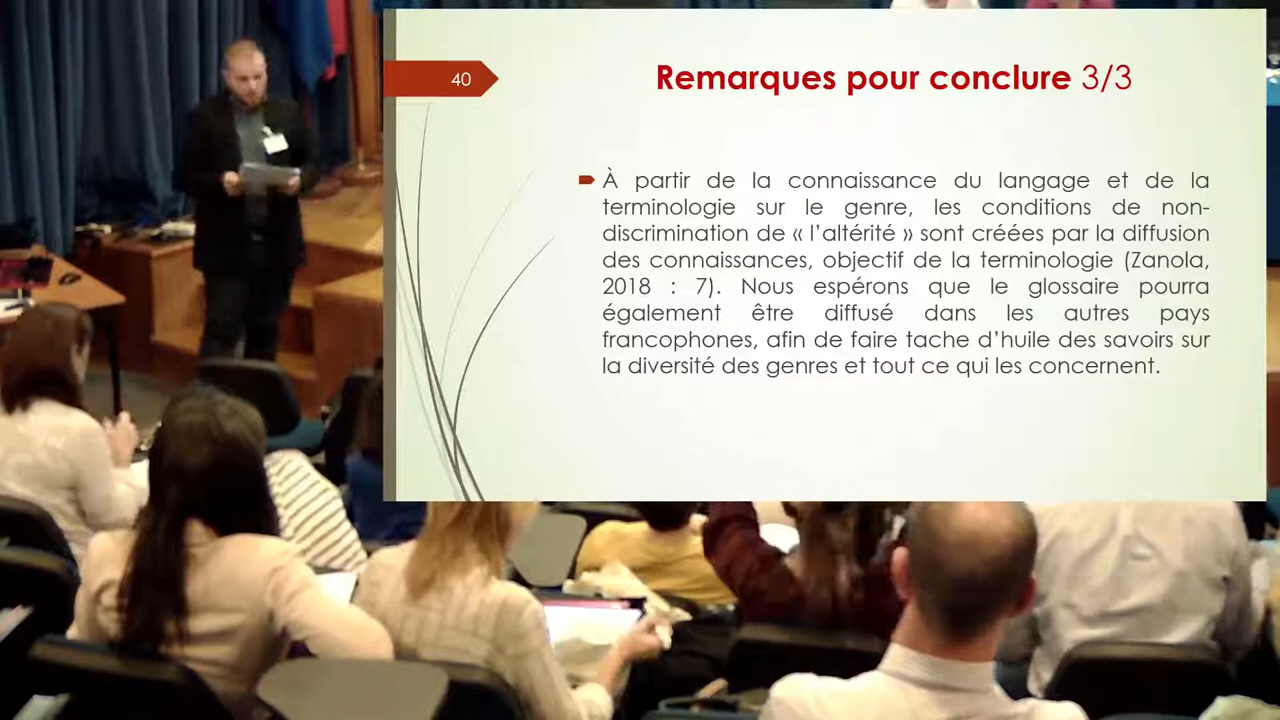 40
Remarques pour conclure 3/3
À partir de la connaissance du langage et de la
terminologie sur le genre, les conditions de non-
discrimination de « l’altérité » sont créées par la diffusion
des connaissances, objectif de la terminologie (Zanola,
2018 : 7). Nous espérons que le glossaire pourra
également être diffusé dans les autres pays
francophones, afin de faire tache d’huile des savoirs sur
la diversité des genres et tout ce qui les concernent.